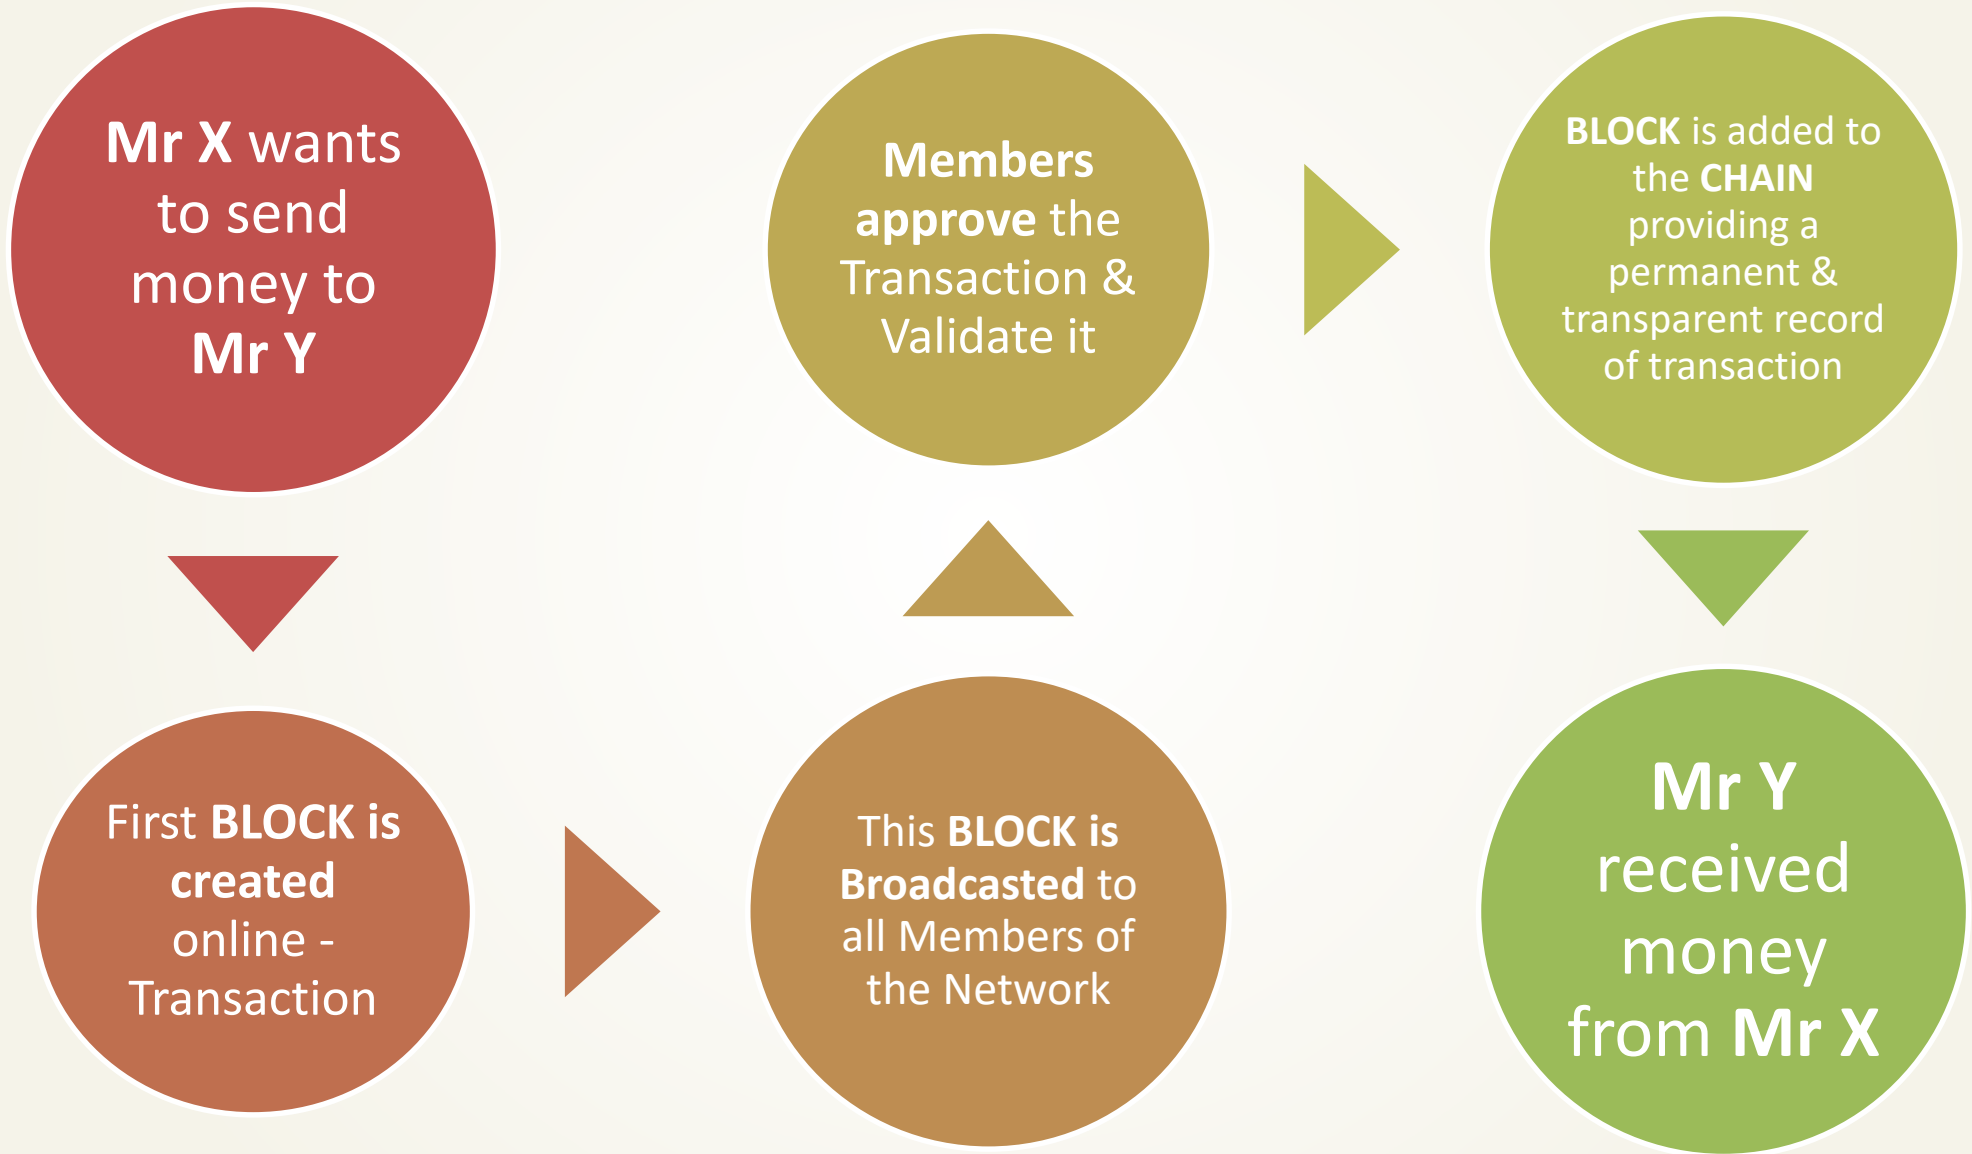 Mr X wants
to send
money to
Mr Y
First BLOCK is
created
online -
Transaction
This BLOCK is
Broadcasted to
all Members of
the Network
Members
approve the
Transaction &
Validate it
BLOCK is added to
the CHAIN
providing a
permanent &
transparent record
of transaction
Mr Y
received
money
from Mr X